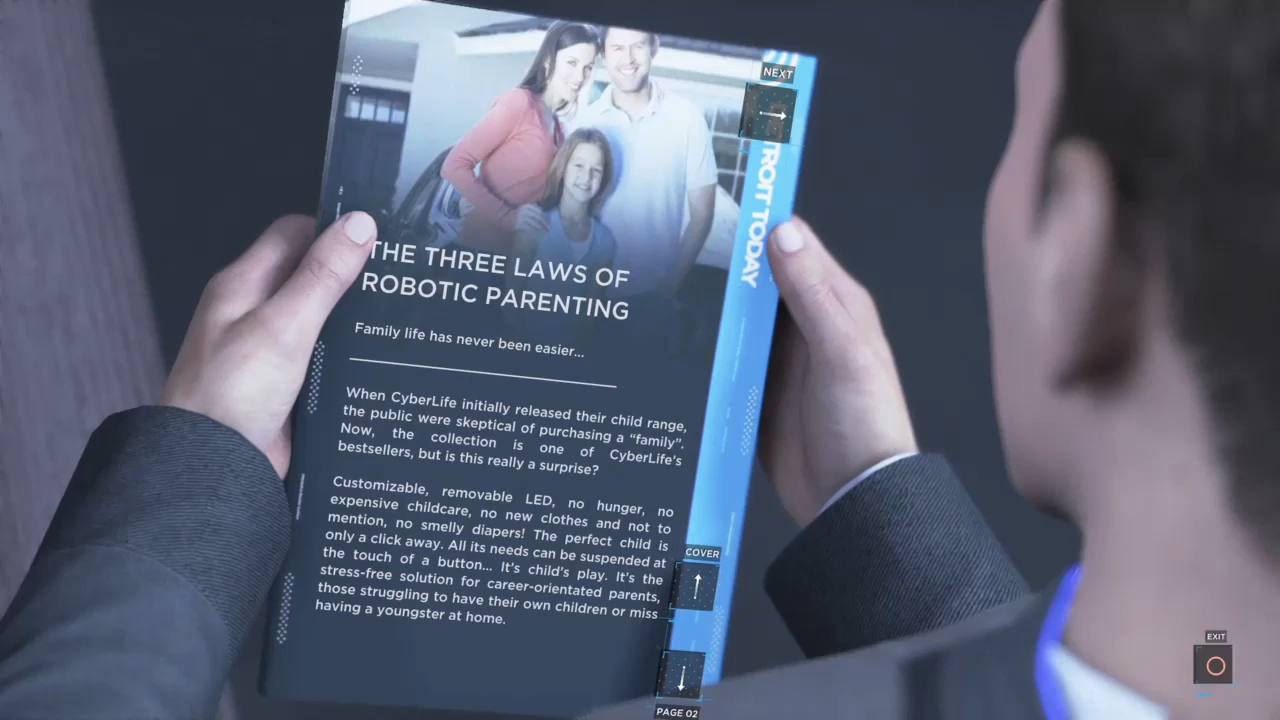 NEXT
TROIT TODAY
THE THREE LAWS OF
ROBOTIC PARENTING
Family life has never been easier...
When CyberLife initially released their child range,
the public were skeptical of purchasing a “family”.
Now, the collection is one of CyberLife's
bestsellers, but is this really a surprise?
Customizable, removable LED, no hunger, no
expensive childcare, no new clothes and not to
mention, no smelly diapers! The perfect child is
only a click away. All its needs can be suspended at
the touch of a button... It's child's play. It's the
stress-free solution for career-orientated parents,
those struggling to have their own children or miss
having a youngster at home.
COVER
PAGE 02
EXIT